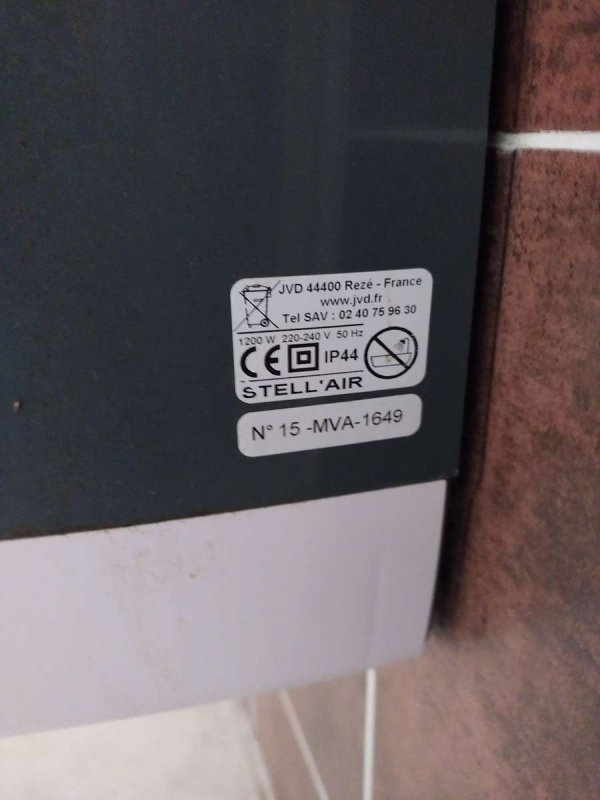 JVD 44400 Rezé - France
www.jvd.fr
Tel SAV : 02 40 75 96 30
1200 W 220-240 V 50 Hz
CE IP44
STELL'AIR
N° 15 -MVA-1649